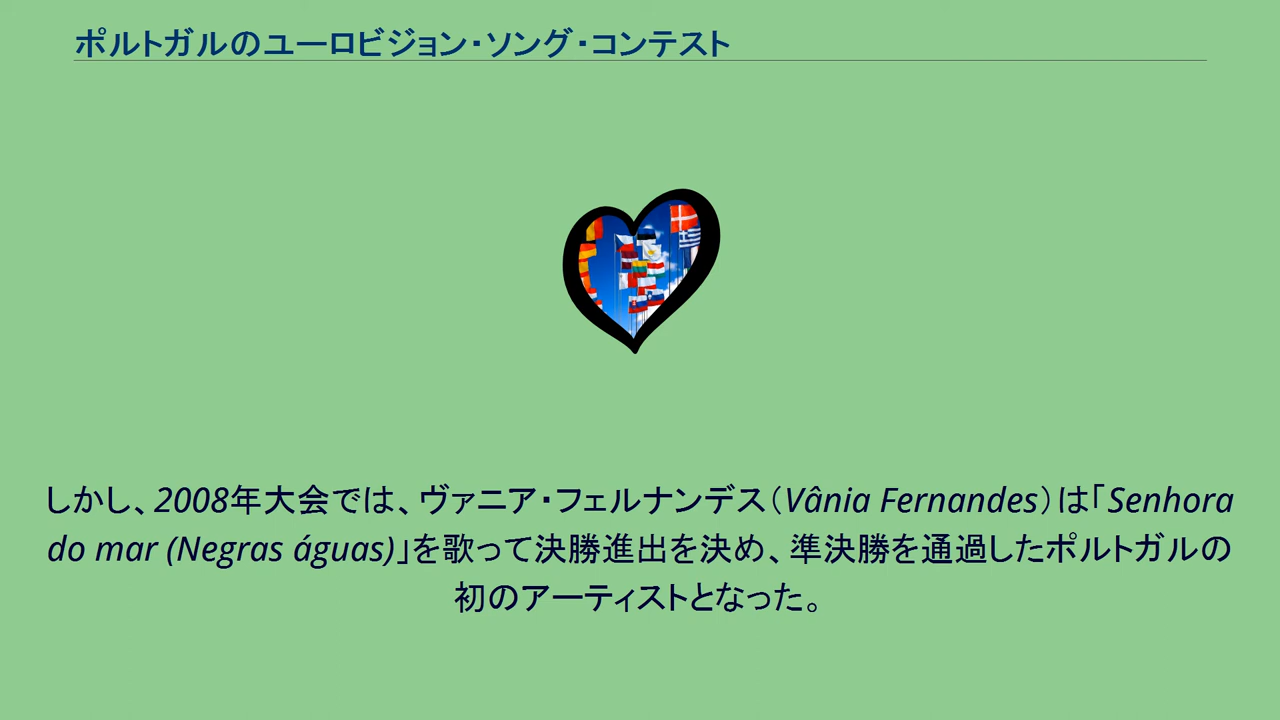 ポルトガルのユーロビジョン・ソング・コンテスト
しかし、2008年大会では、ヴァニア・フェルナンデス（Vânia Fernandes）は「Senhora
do mar (Negras águas)」を歌って決勝進出を決め、準決勝を通過したポルトガルの
初のアーティストとなった。